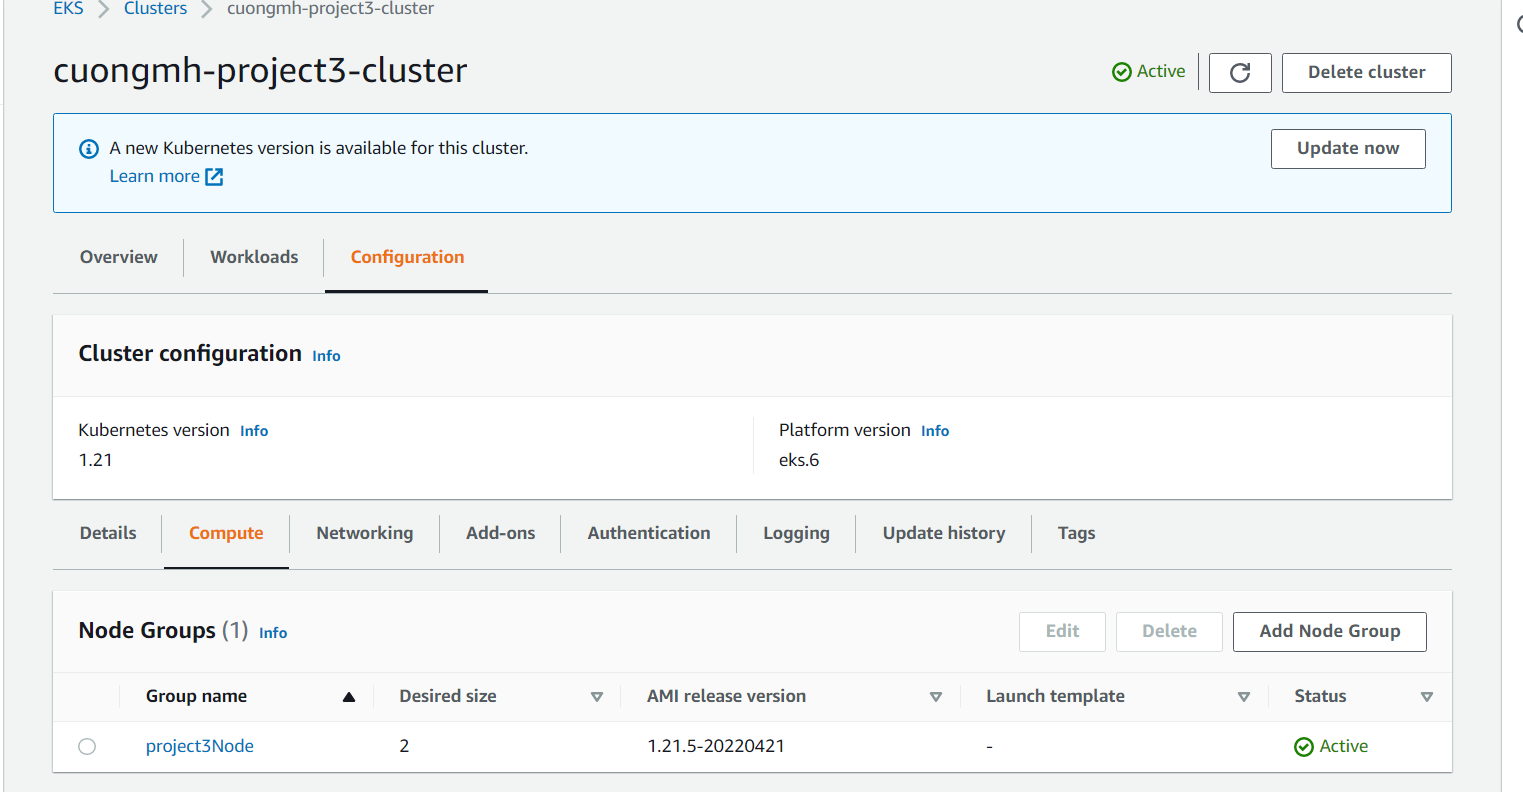 EKS > Clusters > cuongmh-project3-cluster
cuongmh-project3-cluster
Active
Delete cluster
A new Kubernetes version is available for this cluster.
Learn more
Update now
Overview
Workloads
Configuration
Cluster configuration Info
Kubernetes version Info
1.21
Platform version Info
eks.6
Details
Compute
Networking
Add-ons
Authentication
Logging
Update history
Tags
Node Groups (1) Info
Edit
Delete
Add Node Group
Group name
Desired size
AMI release version
Launch template
Status
project3Node
2
1.21.5-20220421
-
Active